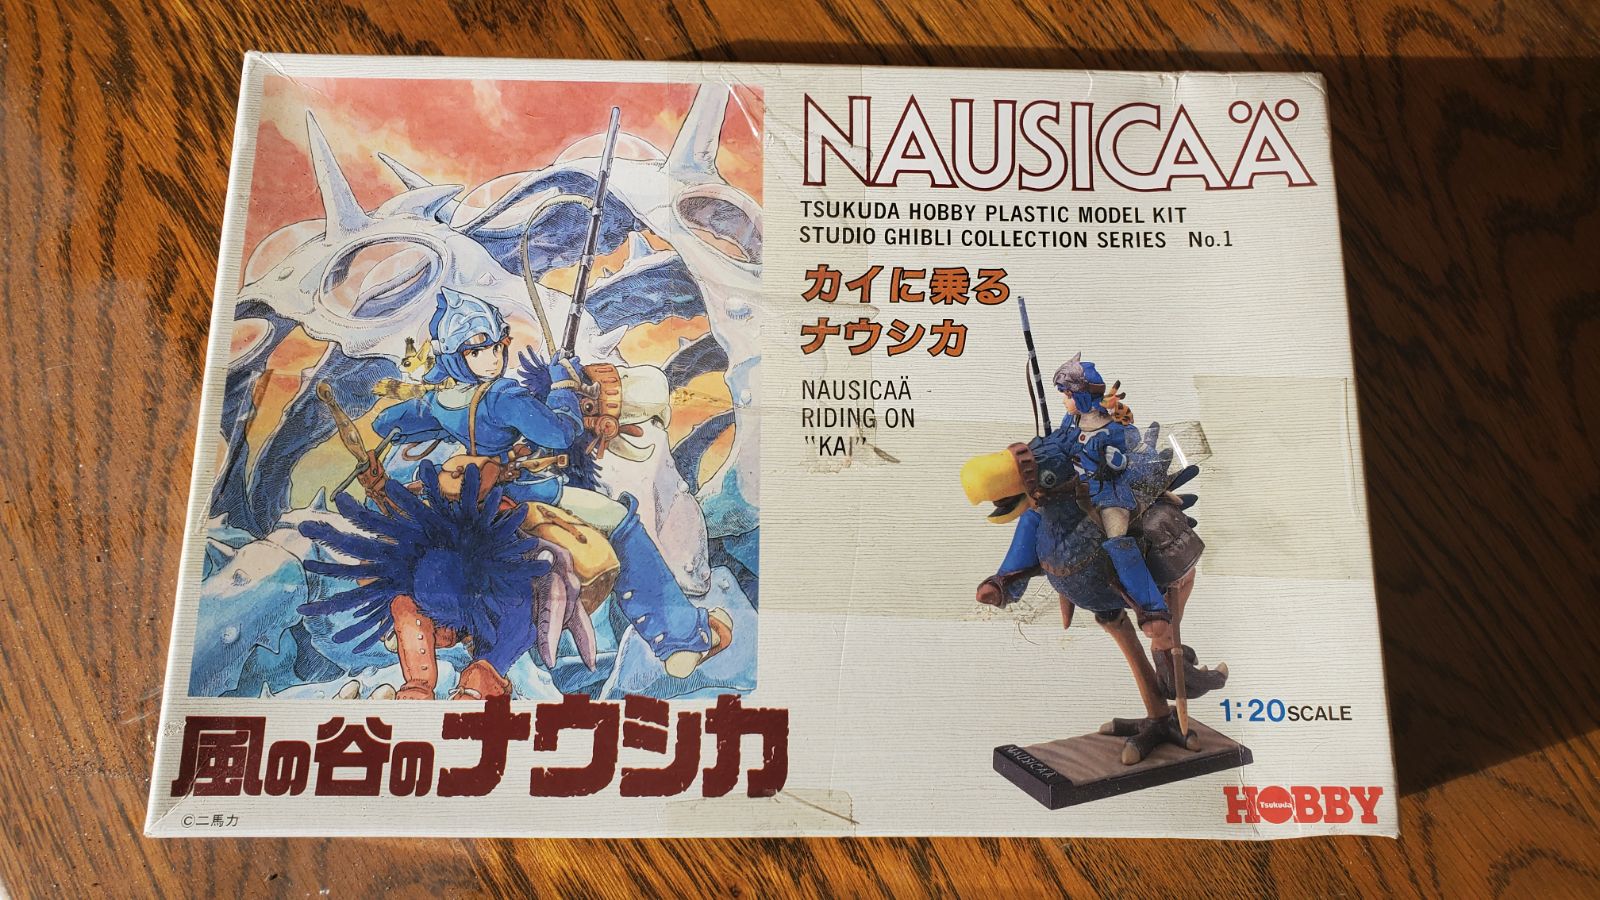 NAUSICAÄ
TSUKUDA HOBBY PLASTIC MODEL KIT
STUDIO GHIBLI COLLECTION SERIES No.1
カイに乗る
ナウシカ
NAUSICAÄ
RIDING ON
"KAI"
NAUSICAÄ
1:20 SCALE
風の谷のナウシカ
©二馬力
HOBBY
Tsukuda